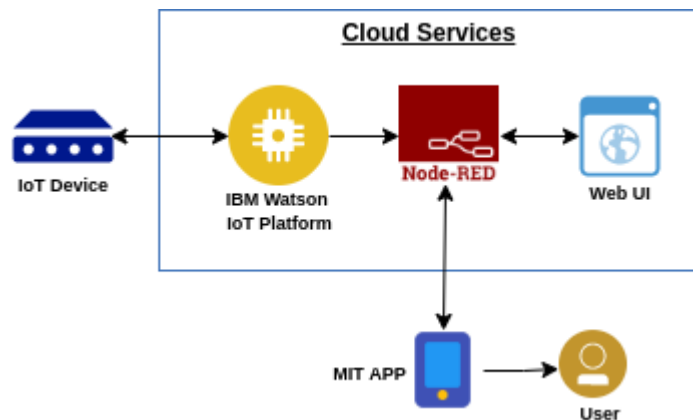 Cloud Services
IoT Device
IBM Watson
IoT Platform
Node-RED
Web UI
MIT APP
User